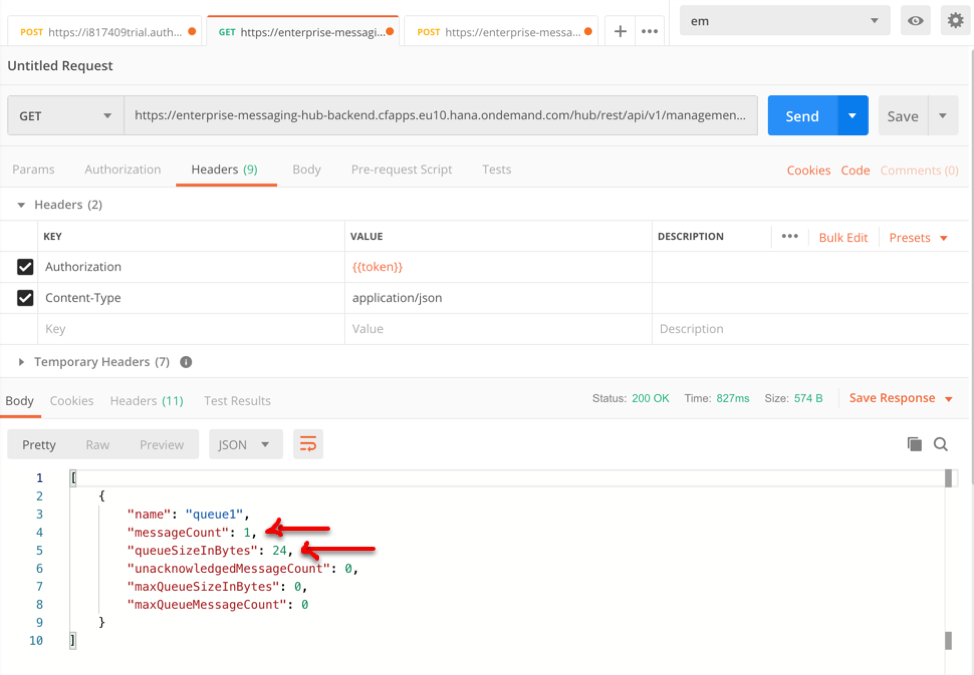 POST https://i817409trial.auth... GET https://enterprise-messagi... POST https://enterprise-messa... + ••• em
Untitled Request
GET https://enterprise-messaging-hub-backend.cfapps.eu10.hana.ondemand.com/hub/rest/api/v1/managemen... Send Save
Params Authorization Headers (9) Body Pre-request Script Tests Cookies Code Comments (0)
Headers (2)
KEY VALUE DESCRIPTION ••• Bulk Edit Presets
Authorization {{token}}
Content-Type application/json
Key Value Description
Temporary Headers (7) i
Body Cookies Headers (11) Test Results Status: 200 OK Time: 827ms Size: 574 B Save Response
Pretty Raw Preview JSON
1 [
2 {
3 "name": "queue1",
4 "messageCount": 1,
5 "queueSizeInBytes": 24,
6 "unacknowledgedMessageCount": 0,
7 "maxQueueSizeInBytes": 0,
8 "maxQueueMessageCount": 0
9 }
10 ]